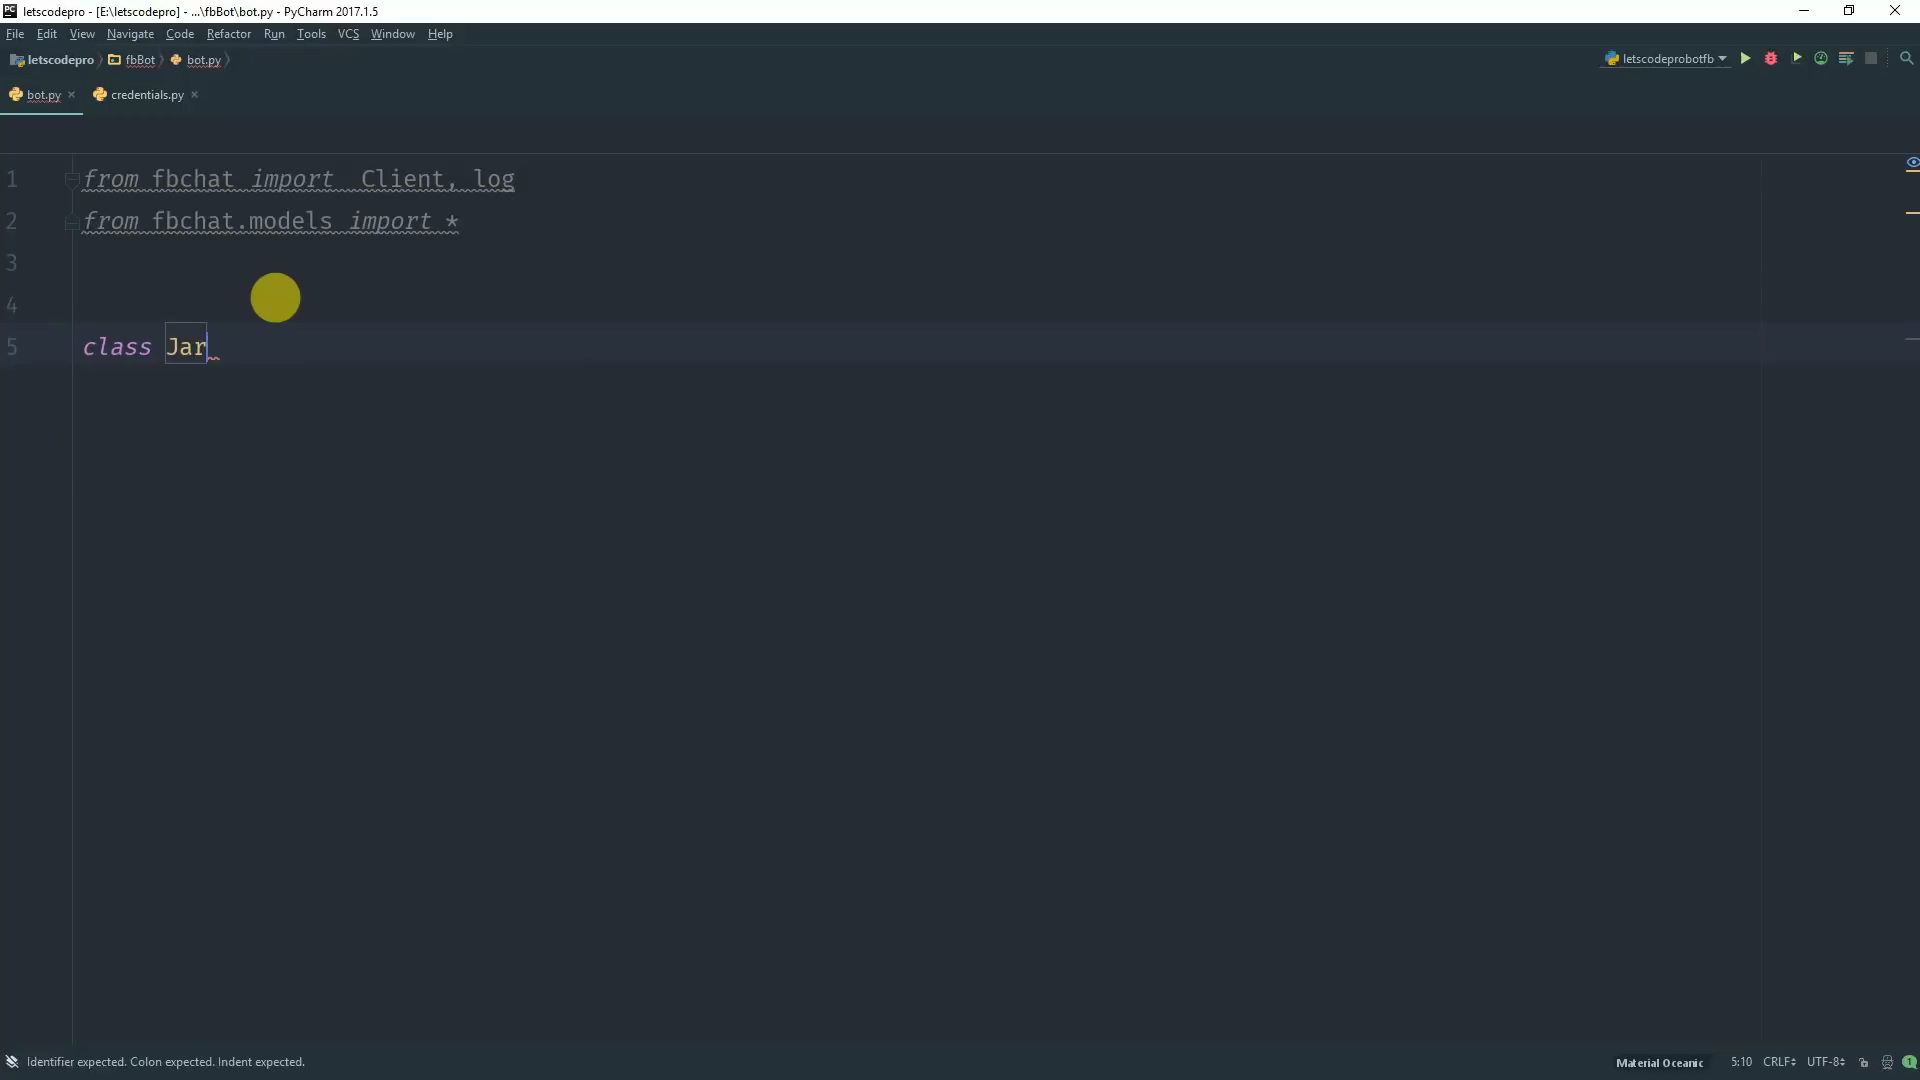 letscodepro - [E:\letscodepro] - ...\fbBot\bot.py - PyCharm 2017.1.5
File Edit View Navigate Code Refactor Run Tools VCS Window Help
letscodepro fbBot bot.py letscodeprobotfb
bot.py credentials.py
1 from fbchat import  Client, log
2 from fbchat.models import *
3
4
5 class Jar
Identifier expected. Colon expected. Indent expected. Material Oceanic 5:10 CRLF UTF-8 1